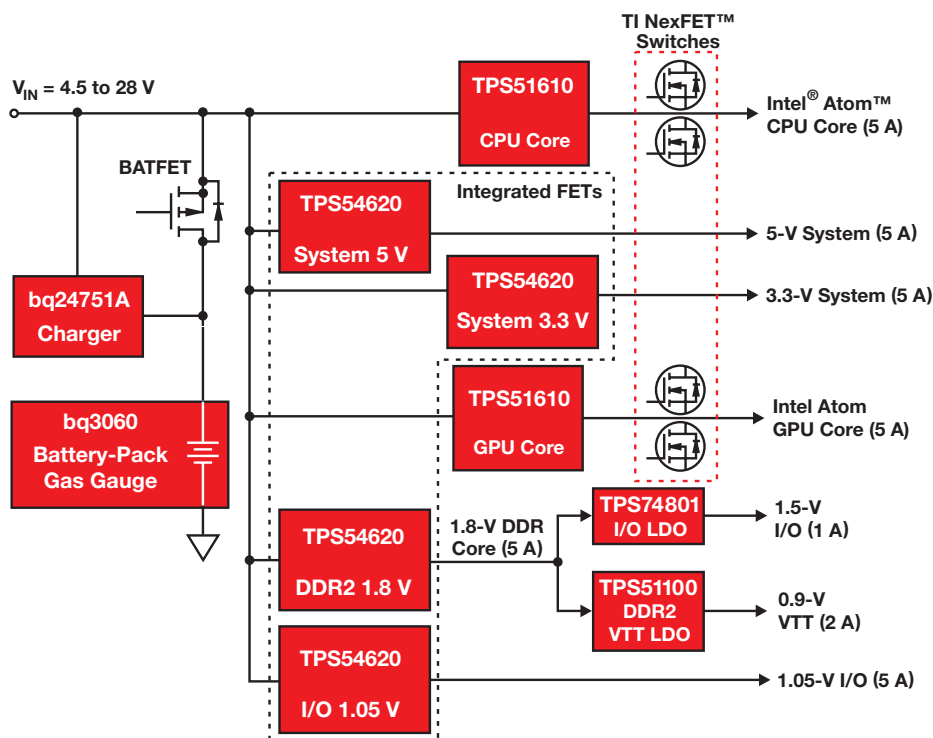 TI NexFET™
Switches
V_IN = 4.5 to 28 V
TPS51610
CPU Core
Intel® Atom™
CPU Core (5 A)
BATFET
Integrated FETs
TPS54620
System 5 V
5-V System (5 A)
bq24751A
Charger
TPS54620
System 3.3 V
3.3-V System (5 A)
TPS51610
GPU Core
Intel Atom
GPU Core (5 A)
bq3060
Battery-Pack
Gas Gauge
TPS54620
DDR2 1.8 V
1.8-V DDR
Core (5 A)
TPS74801
I/O LDO
1.5-V
I/O (1 A)
TPS51100
DDR2
VTT LDO
0.9-V
VTT (2 A)
TPS54620
I/O 1.05 V
1.05-V I/O (5 A)